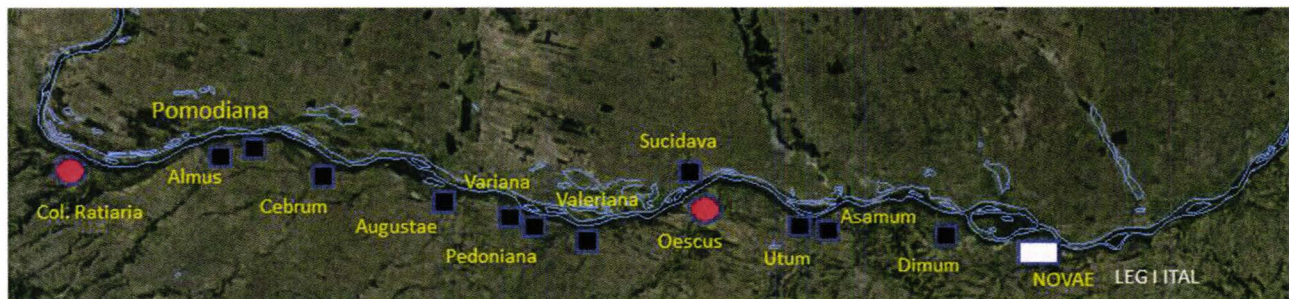 Pomodiana
Sucidava
Almus
Variana
Col. Ratiaria
Cebrum
Valeriana
Augustae
Asamum
Pedoniana
Oescus
Utum
Dimum
NOVAE LEG I ITAL